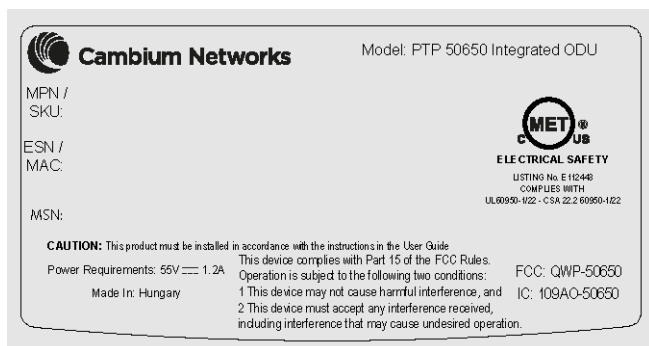 Cambium Networks
Model: PTP 50650 Integrated ODU
MPN /
SKU:
ESN /
MAC:
MSN:
MET ®
C US
ELECTRICAL SAFETY
LISTING No. E112448
COMPLIES WITH
UL60950-1/22 - CSA 22.2 60950-1/22
CAUTION: This product must be installed in accordance with the instructions in the User Guide
Power Requirements: 55V ⎓ 1.2A
Made In: Hungary
This device complies with Part 15 of the FCC Rules.
Operation is subject to the following two conditions:
1 This device may not cause harmful interference, and
2 This device must accept any interference received,
including interference that may cause undesired operation.
FCC: QWP-50650
IC: 109AO-50650